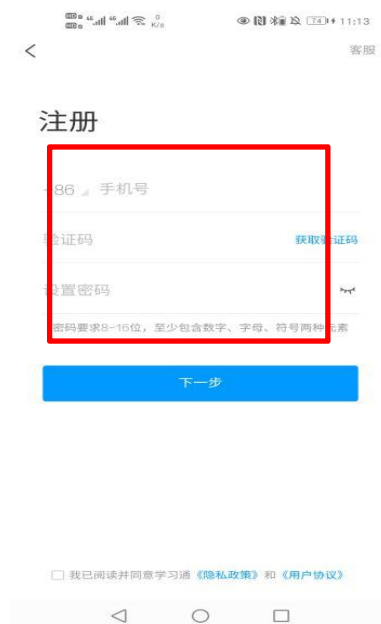 HD 46 46 0 K/s 74 11:13
客服
注册
+86 手机号
验证码 获取验证码
设置密码
密码要求8-16位，至少包含数字、字母、符号两种元素
下一步
我已阅读并同意学习通《隐私政策》和《用户协议》